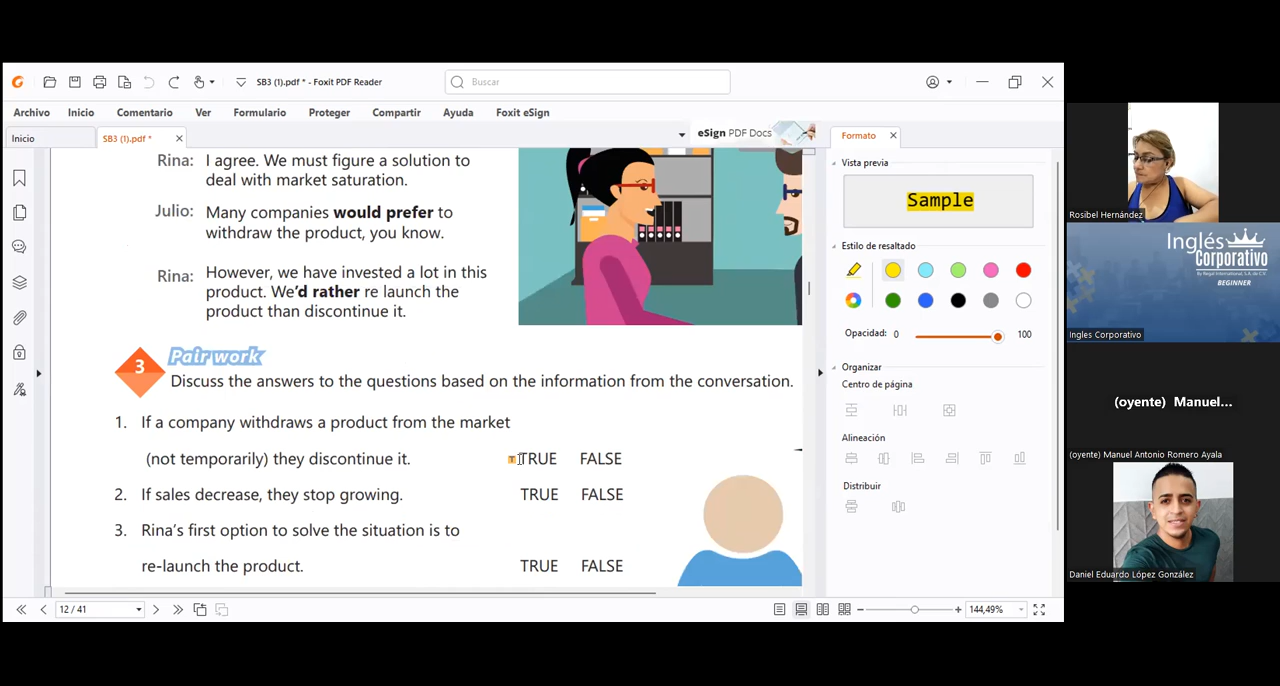 SB3 (1).pdf * - Foxit PDF Reader
Buscar
Archivo Inicio Comentario Ver Formulario Proteger Compartir Ayuda Foxit eSign
Inicio
SB3 (1).pdf *
eSign PDF Docs
Formato
Rina: I agree. We must figure a solution to
deal with market saturation.
Julio: Many companies would prefer to
withdraw the product, you know.
Rina: However, we have invested a lot in this
product. We'd rather re launch the
product than discontinue it.
3
Pair work
Discuss the answers to the questions based on the information from the conversation.
1. If a company withdraws a product from the market
(not temporarily) they discontinue it. TRUE FALSE
2. If sales decrease, they stop growing. TRUE FALSE
3. Rina's first option to solve the situation is to
re-launch the product. TRUE FALSE
Vista previa
Sample
Estilo de resaltado
Opacidad: 0 100
Organizar
Centro de página
Alineación
Distribuir
12 / 41
144,49%
Rosibel Hernández
Inglés
Corporativo
By Regal International, S.A. de C.V.
BEGINNER
Ingles Corporativo
(oyente) Manuel...
(oyente) Manuel Antonio Romero Ayala
Daniel Eduardo López González